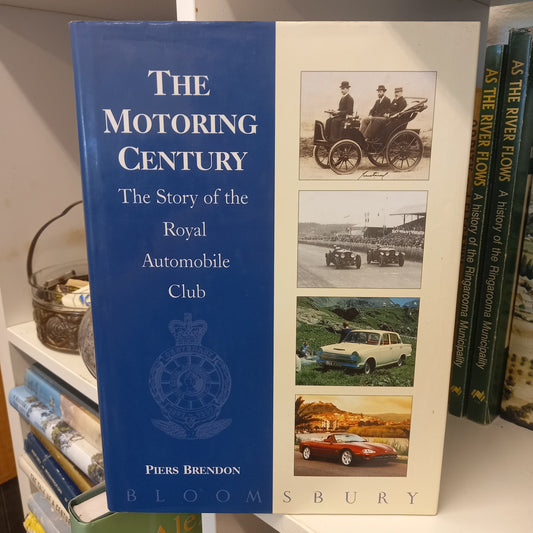 THE
MOTORING
CENTURY
The Story of the
Royal
Automobile
Club
PIERS BRENDON
BLOOMSBURY
AS THE RIVER FLOWS A history of the Ringarooma Municipality
AS THE RIVER FLOWS A history of the Ringarooma Municipality